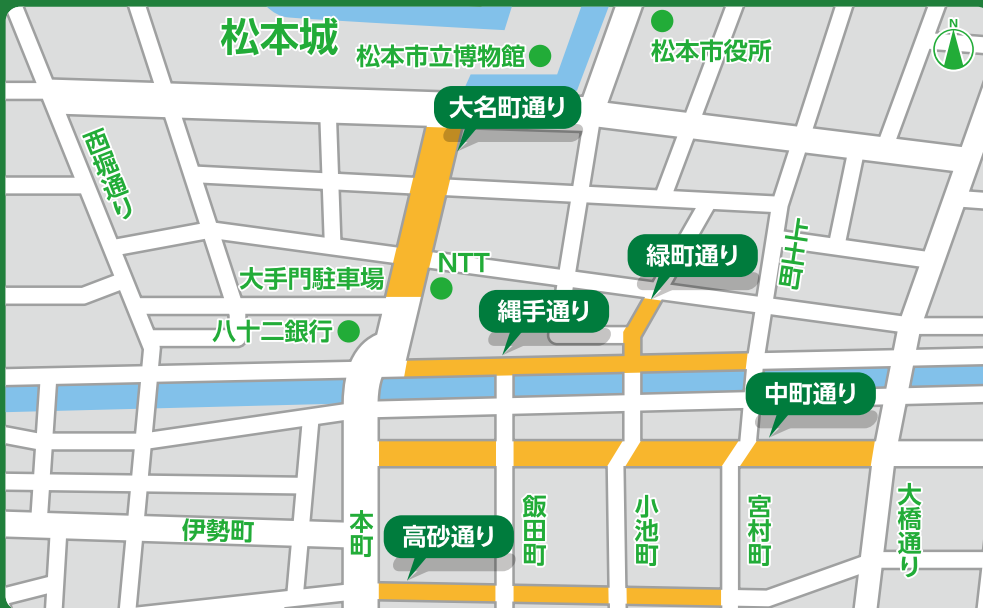 松本城
松本市立博物館
松本市役所
N
大名町通り
西堀通り
上土町
緑町通り
大手門駐車場
NTT
縄手通り
八十二銀行
中町通り
伊勢町
本町
高砂通り
飯田町
小池町
宮村町
大橋通り